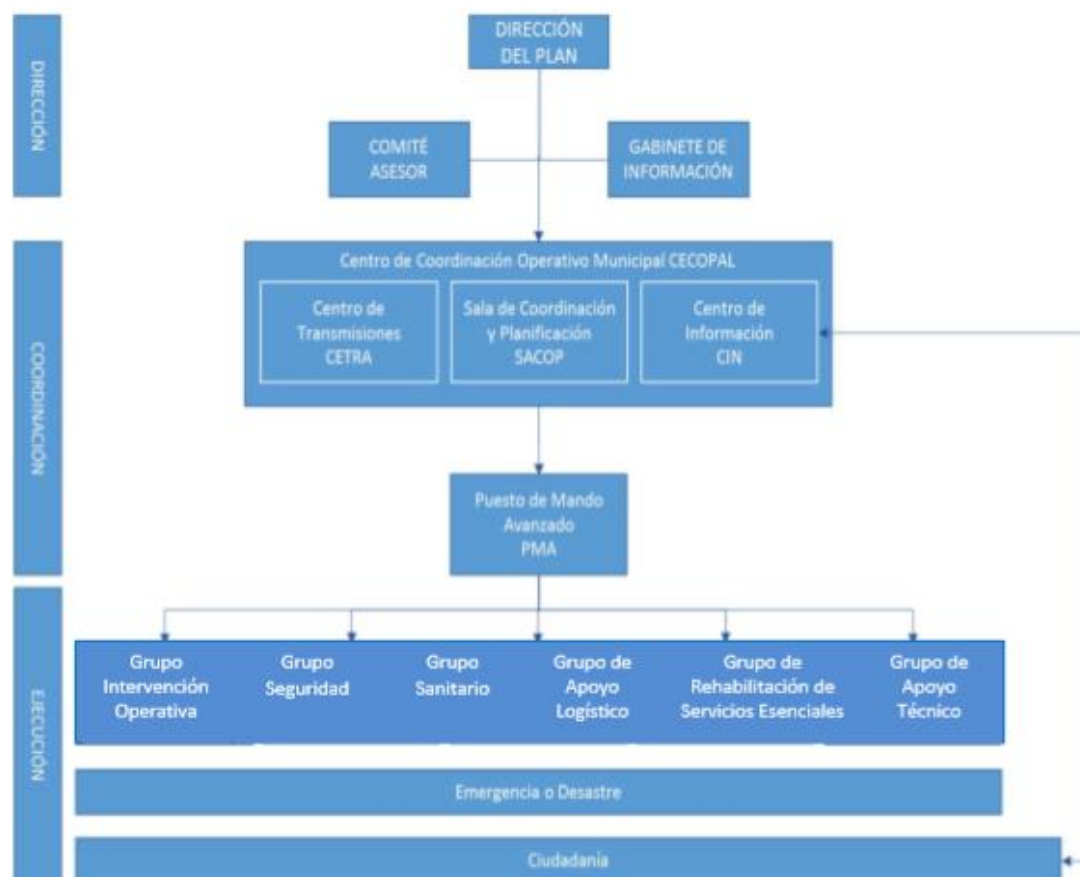 DIRECCIÓN
DIRECCIÓN
DEL PLAN
COMITÉ
ASESOR
GABINETE DE
INFORMACIÓN
COORDINACIÓN
Centro de Coordinación Operativo Municipal CECOPAL
Centro de
Transmisiones
CETRA
Sala de Coordinación
y Planificación
SACOP
Centro de
Información
CIN
Puesto de Mando
Avanzado
PMA
EJECUCIÓN
Grupo
Intervención
Operativa
Grupo
Seguridad
Grupo
Sanitario
Grupo de
Apoyo
Logístico
Grupo de
Rehabilitación de
Servicios Esenciales
Grupo de
Apoyo
Técnico
Emergencia o Desastre
Ciudadanía